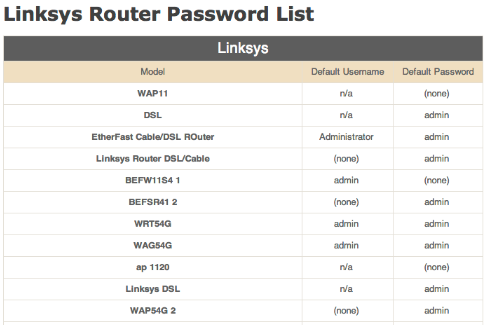 Linksys Router Password List
Linksys
Model Default Username Default Password
WAP11 n/a (none)
DSL n/a admin
EtherFast Cable/DSL ROuter Administrator admin
Linksys Router DSL/Cable (none) admin
BEFW11S4 1 admin (none)
BEFSR41 2 (none) admin
WRT54G admin admin
WAG54G admin admin
ap 1120 n/a (none)
Linksys DSL n/a admin
WAP54G 2 (none) admin